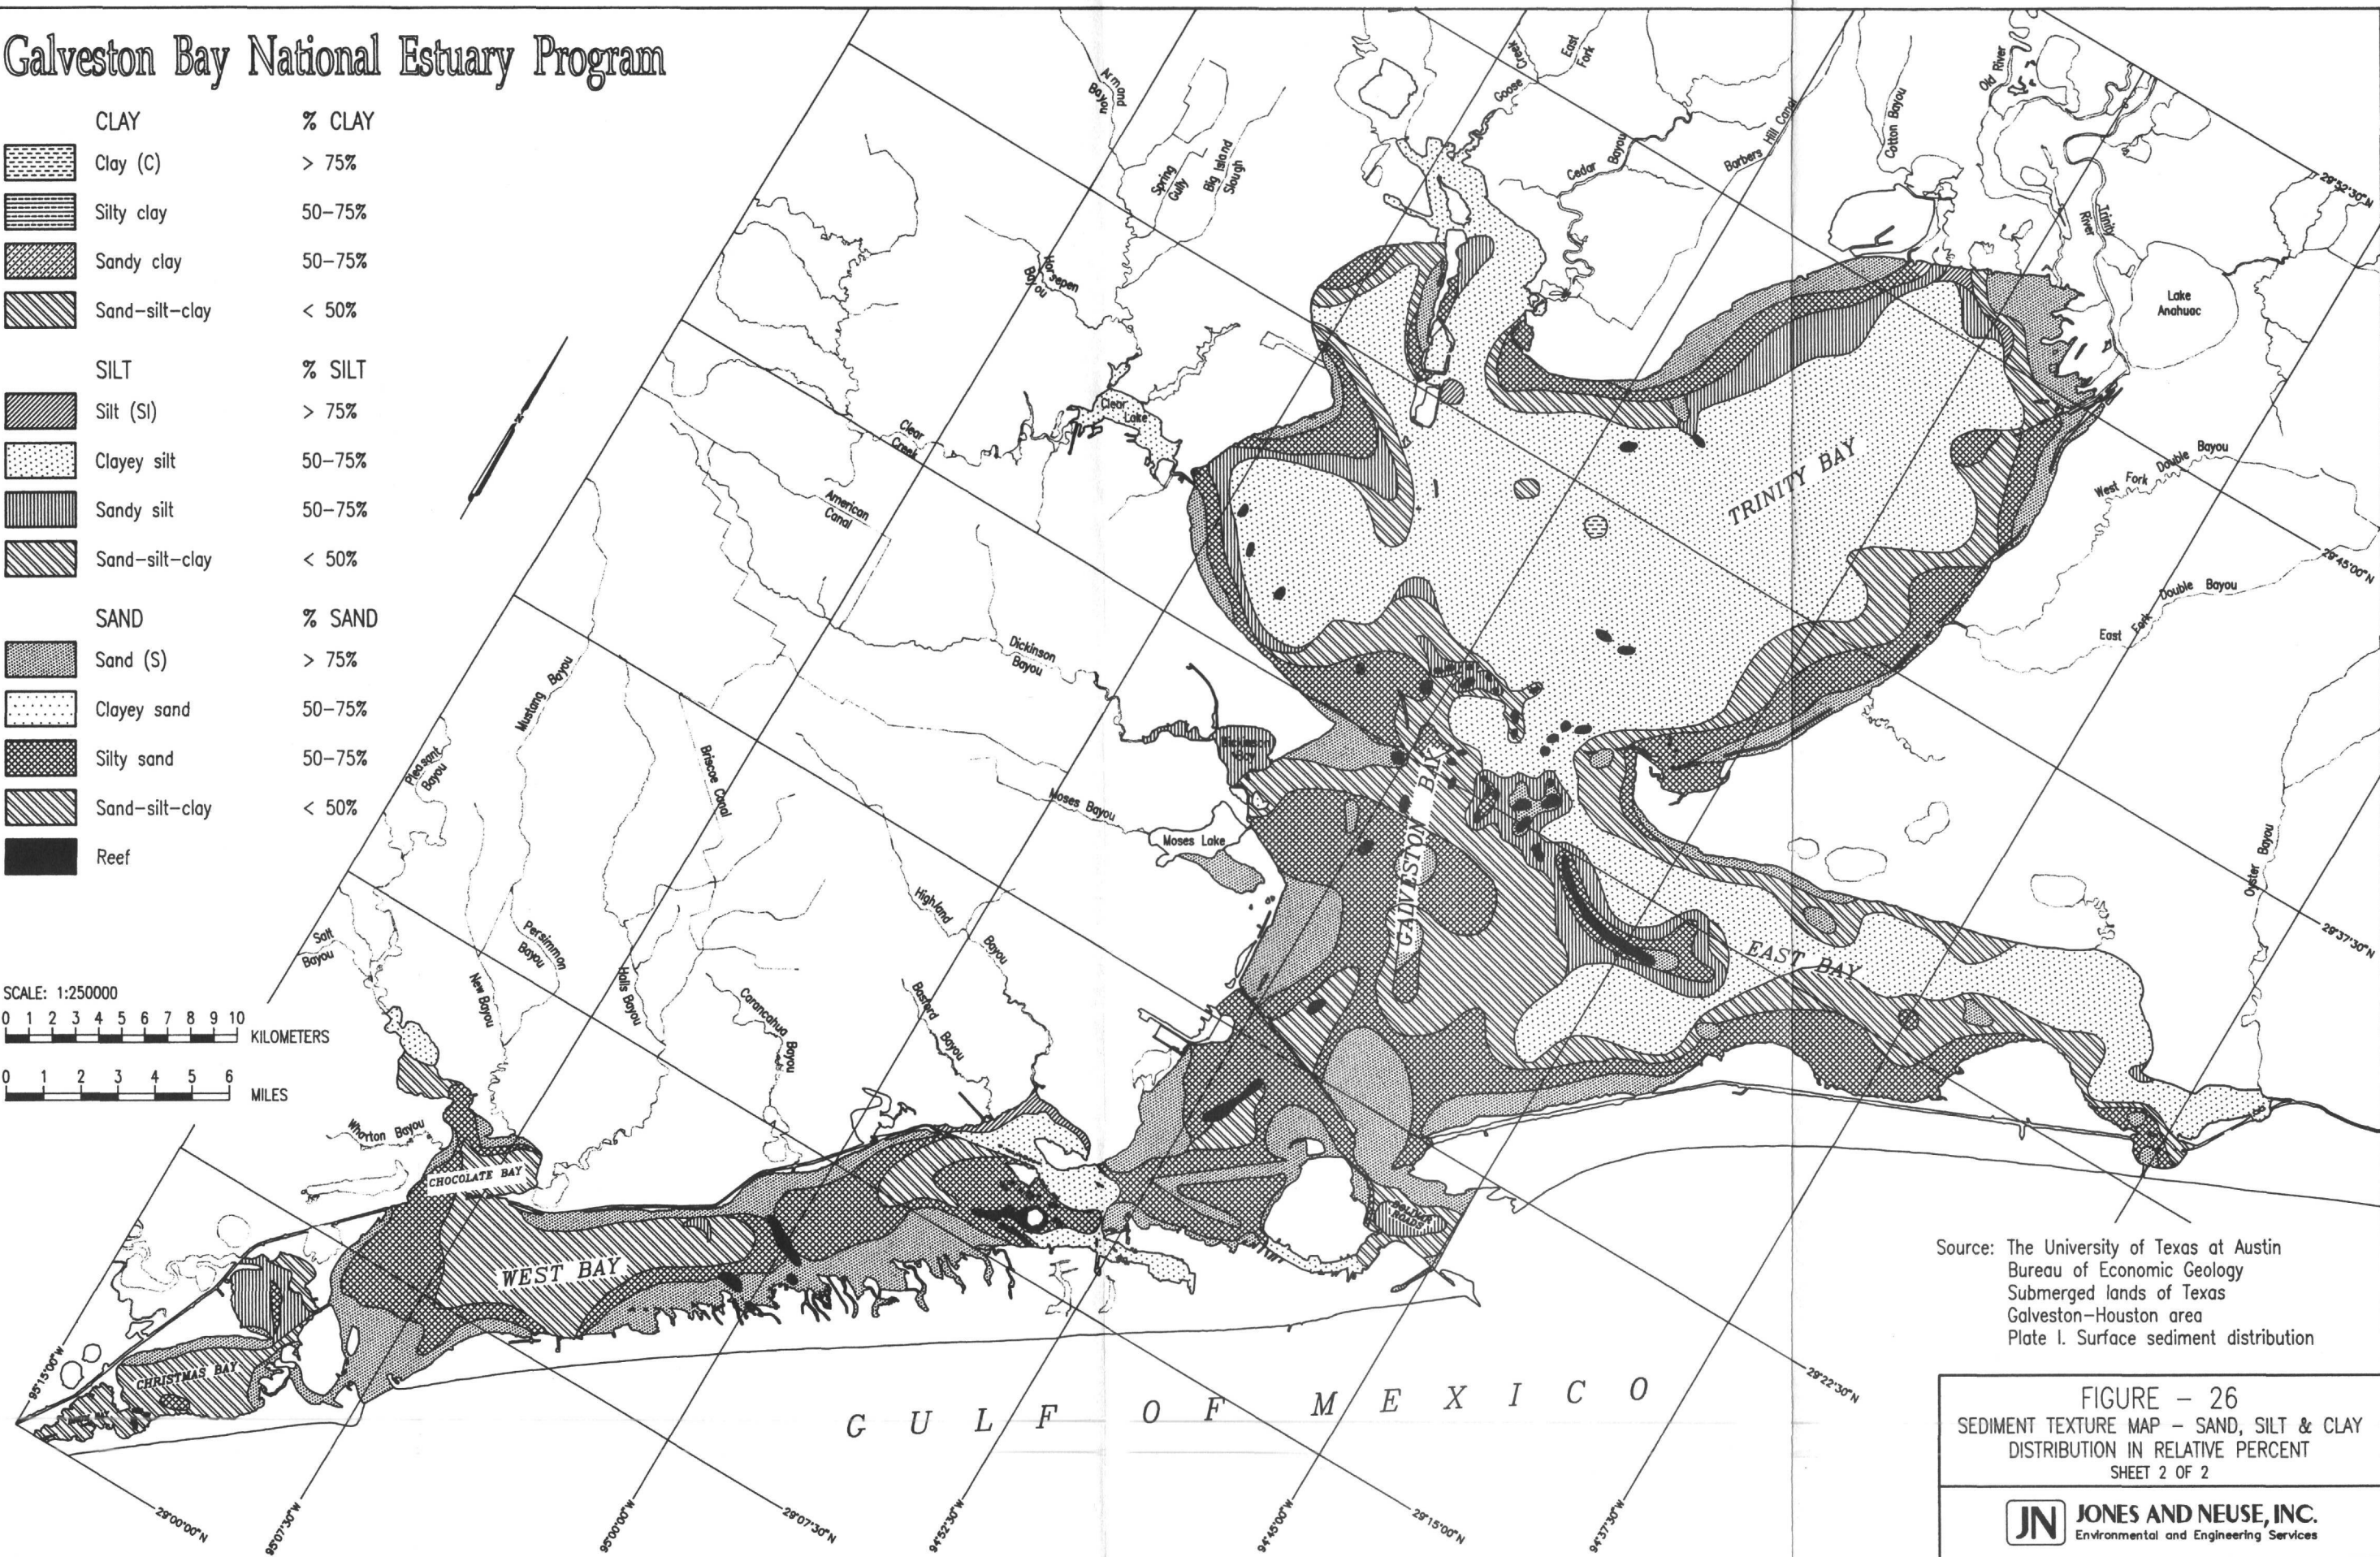 Galveston Bay National Estuary Program
CLAY % CLAY
Clay (C) > 75%
Silty clay 50-75%
Sandy clay 50-75%
Sand-silt-clay < 50%
SILT % SILT
Silt (SI) > 75%
Clayey silt 50-75%
Sandy silt 50-75%
Sand-silt-clay < 50%
SAND % SAND
Sand (S) > 75%
Clayey sand 50-75%
Silty sand 50-75%
Sand-silt-clay < 50%
Reef
SCALE: 1:250000
0 1 2 3 4 5 6 7 8 9 10
KILOMETERS
0 1 2 3 4 5 6
MILES
Armand
Bayou
Spring
Gully
Big Island
Slough
Horsepen
Bayou
Goose
Creek
East
Fork
Cedar
Bayou
Barbers Hill Canal
Cotton Bayou
Old River
Trinity
River
Lake
Anahuac
29°52'30"N
Clear
Lake
Clear
Creek
American
Canal
TRINITY BAY
West Fork Double Bayou
29°45'00"N
East Fork Double Bayou
Dickinson
Bayou
Mustang Bayou
Pleasant
Bayou
Briscoe Canal
Dickinson
Bay
Moses Bayou
Moses Lake
GALVESTON BAY
Oyster Bayou
29°37'30"N
EAST BAY
Highland
Bayou
Persimmon
Bayou
Salt
Bayou
New Bayou
Halls Bayou
Carancahua
Bayou
Bastard
Bayou
Wharton Bayou
CHOCOLATE BAY
WEST BAY
BOLIVAR
ROADS
CHRISTMAS BAY
BAY
95°15'00"W
29°22'30"N
GULF OF MEXICO
29°00'00"N
95°07'30"W
95°00'00"W
29°07'30"N
94°52'30"W
94°45'00"W
29°15'00"N
94°37'30"W
Source: The University of Texas at Austin
Bureau of Economic Geology
Submerged lands of Texas
Galveston-Houston area
Plate I. Surface sediment distribution
FIGURE - 26
SEDIMENT TEXTURE MAP - SAND, SILT & CLAY
DISTRIBUTION IN RELATIVE PERCENT
SHEET 2 OF 2
JN JONES AND NEUSE, INC.
Environmental and Engineering Services